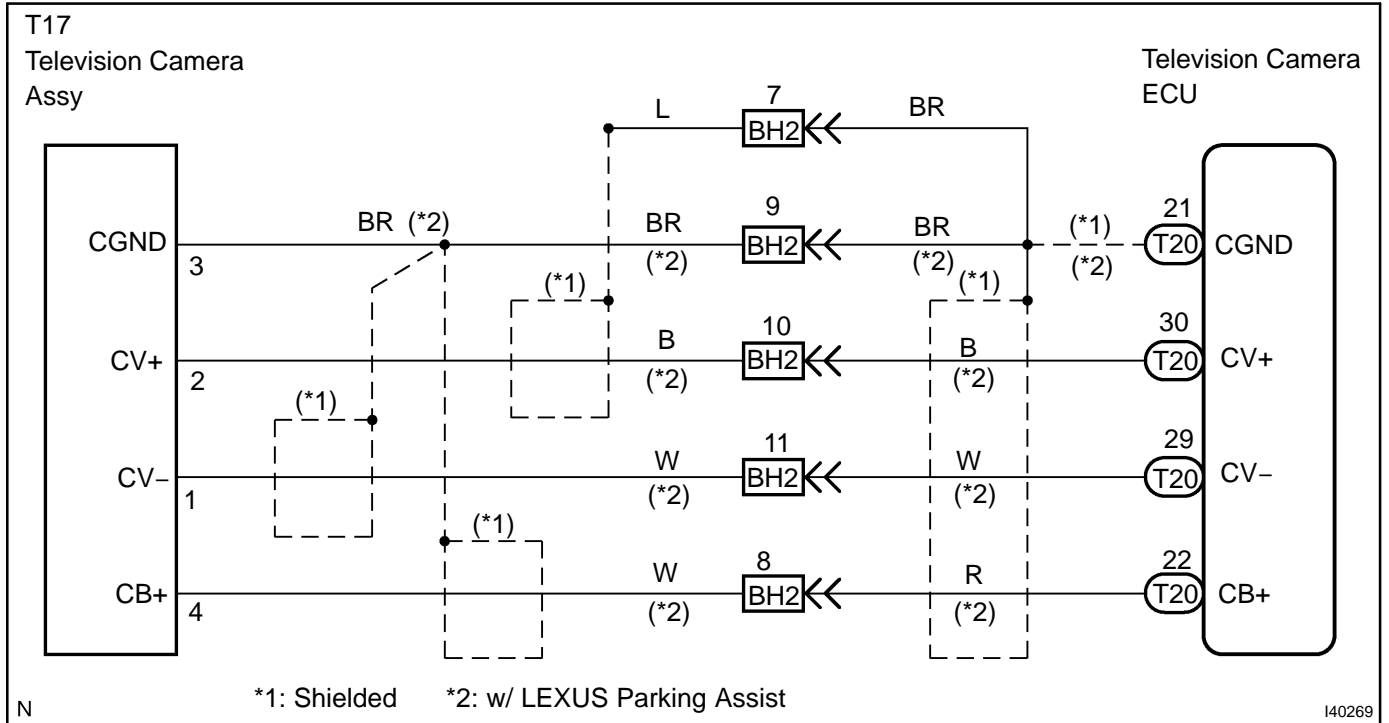 T17
Television Camera
Assy
Television Camera
ECU
7
L
BH2
BR
BR (*2)
BR
9
BR
(*1)
21
CGND
3
(*2)
BH2
(*2)
(*2)
T20
CGND
(*1)
(*1)
10
30
CV+
2
B
(*2)
BH2
B
(*2)
T20
CV+
(*1)
11
29
CV−
1
W
(*2)
BH2
W
(*2)
T20
CV−
(*1)
8
22
CB+
4
W
(*2)
BH2
R
(*2)
T20
CB+
*1: Shielded *2: w/ LEXUS Parking Assist
N
I40269